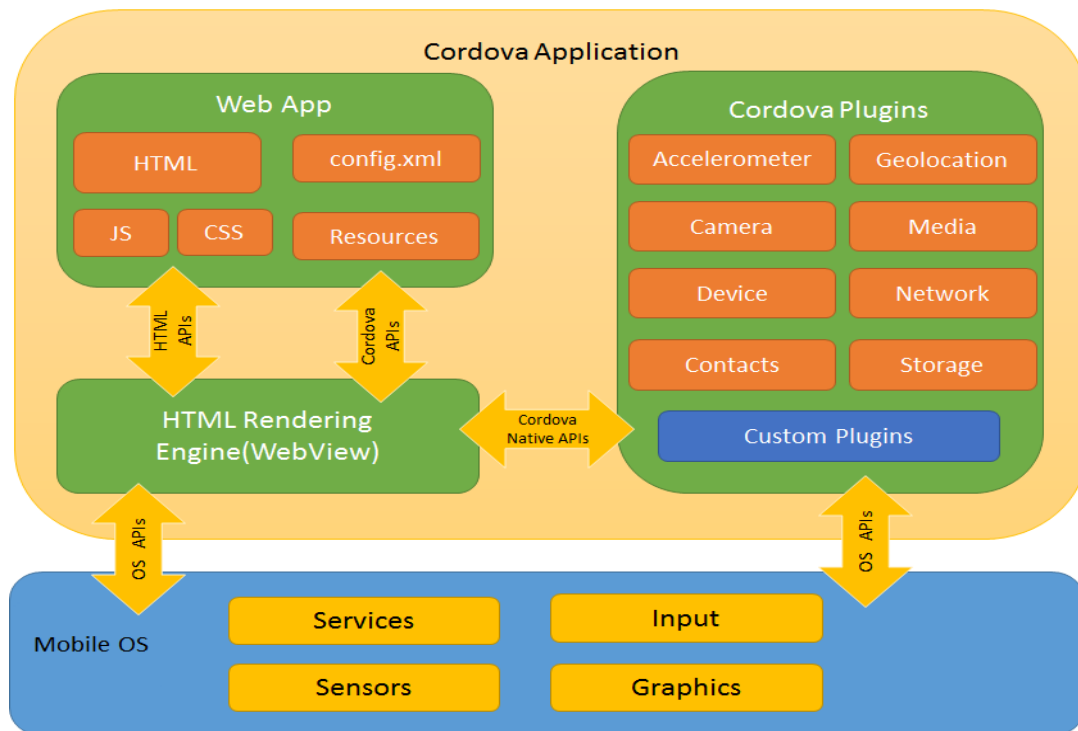 Cordova Application
Web App
HTML
config.xml
JS
CSS
Resources
HTML
APIs
Cordova
APIs
HTML Rendering
Engine(WebView)
Cordova
Native APIs
Cordova Plugins
Accelerometer
Geolocation
Camera
Media
Device
Network
Contacts
Storage
Custom Plugins
OS APIs
OS APIs
Mobile OS
Services
Input
Sensors
Graphics